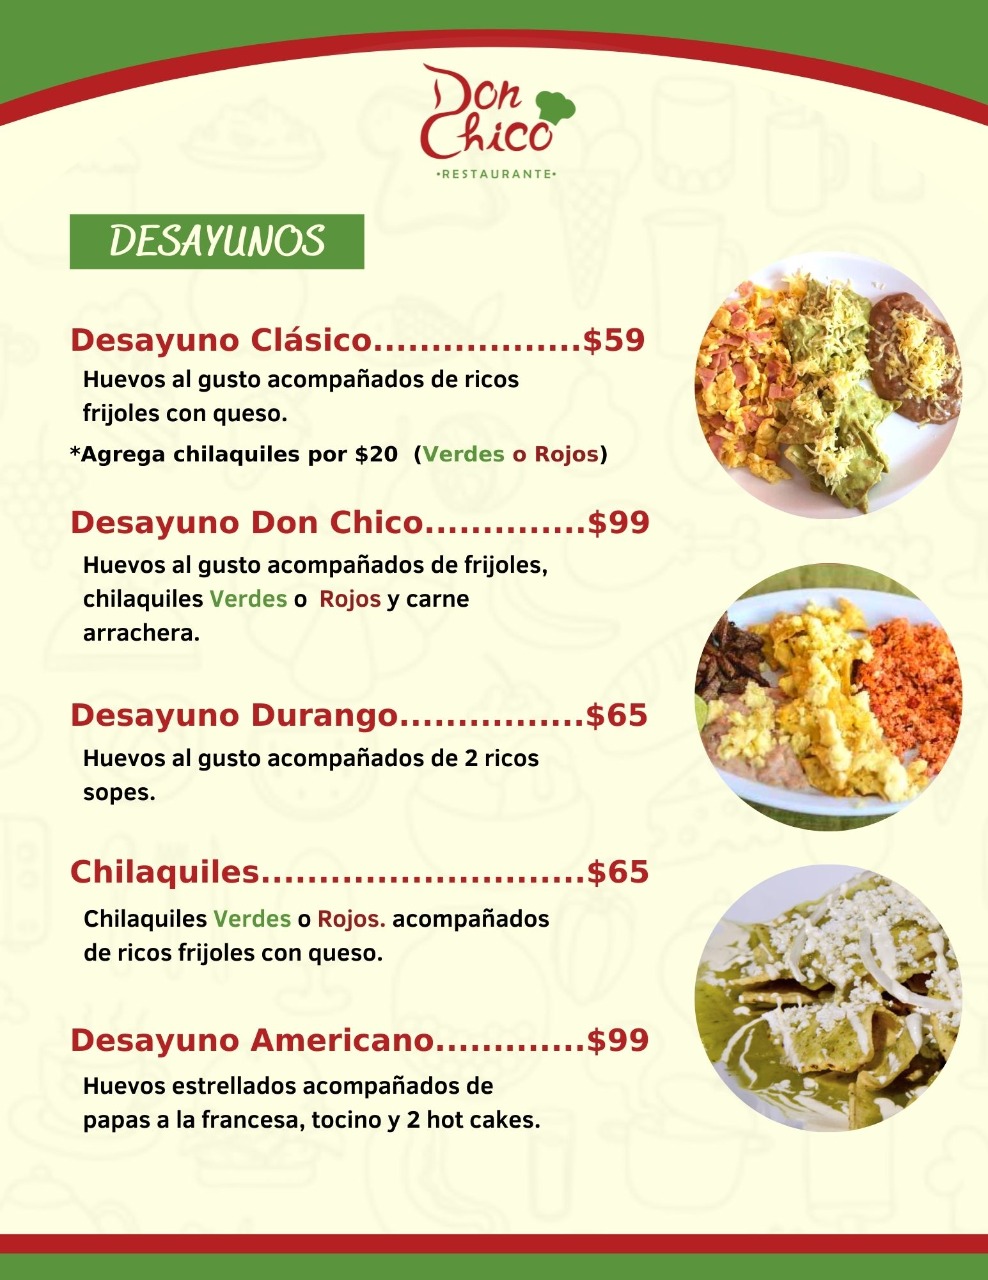 Don
Chico
•RESTAURANTE•
DESAYUNOS
Desayuno Clásico..................$59
Huevos al gusto acompañados de ricos
frijoles con queso.
*Agrega chilaquiles por $20 (Verdes o Rojos)
Desayuno Don Chico..............$99
Huevos al gusto acompañados de frijoles,
chilaquiles Verdes o Rojos y carne
arrachera.
Desayuno Durango................$65
Huevos al gusto acompañados de 2 ricos
sopes.
Chilaquiles............................$65
Chilaquiles Verdes o Rojos. acompañados
de ricos frijoles con queso.
Desayuno Americano.............$99
Huevos estrellados acompañados de
papas a la francesa, tocino y 2 hot cakes.